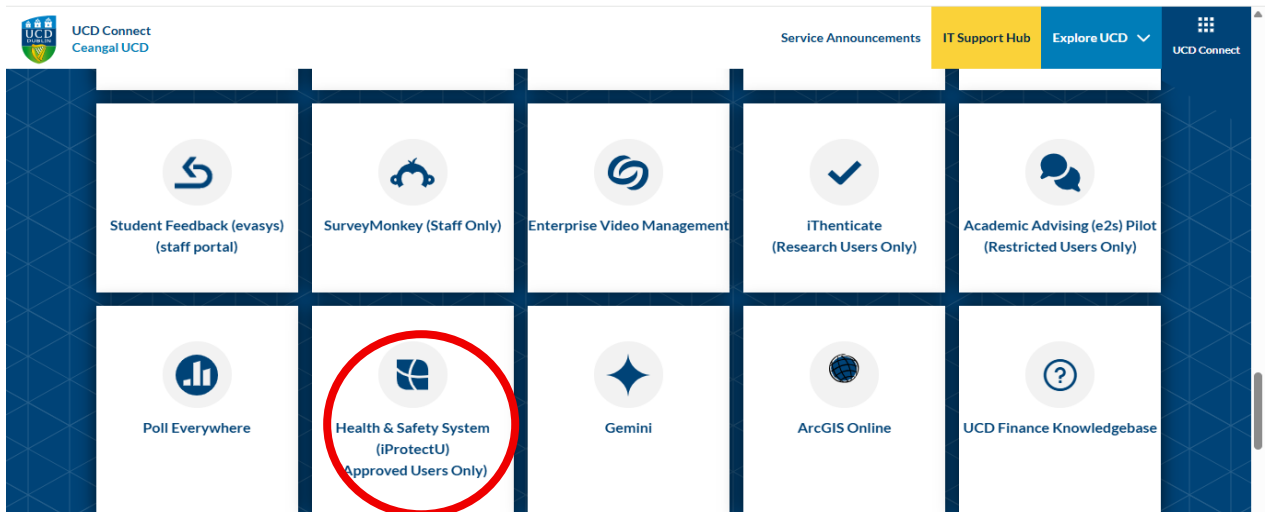 UCD
DUBLIN
UCD Connect
Ceangal UCD
Service Announcements
IT Support Hub
Explore UCD
UCD Connect
Student Feedback (evasys)
(staff portal)
SurveyMonkey (Staff Only)
Enterprise Video Management
iThenticate
(Research Users Only)
Academic Advising (e2s) Pilot
(Restricted Users Only)
Poll Everywhere
Health & Safety System
(iProtectU)
Approved Users Only)
Gemini
ArcGIS Online
?
UCD Finance Knowledgebase